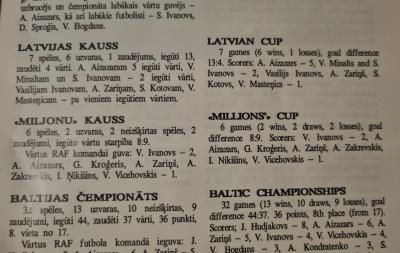 uzbrucējs un čempionāta labākais vārtu guvējs –
A. Aizazars, kā arī labākie futbolisti – S. Ivanovs,
D. Sproģis, V. Bogdans.
LATVIJAS KAUSS
7 spēles, 6 uzvaras, 1 zaudējums, iegūti 13,
zaudēti 4 vārti. A. Aizazaram 5 iegūti vārti, V.
Minaltam un S. Ivanovam – 2 iegūti vārti,
Vasilijam Ivanovam, A. Zariņam, S. Kotovam, V.
Masteņicam – pa vieniem iegūtiem vārtiem.
«MILJONU» KAUSS
6 spēles, 2 uzvaras, 2 neizšķirtas spēles, 2
zaudējumi, iegūto vārtu starpība 8:9.
Vārtus RAF komandai guva: V. Ivanovs – 2,
A. Aizazars, G. Kroģeris, A. Zariņš, A.
Zakrevskis, I. Ņikišins, V. Vicehovskis – 1.
BALTIJAS ČEMPIONĀTS
32 spēles, 13 uzvaras, 10 neizšķirtas, 9
zaudējumi, iegūti 44, zaudēti 37 vārti, 36 punkti,
8. vieta no 17.
Vārtus RAF futbola komandā ieguva: J.
LATVIAN CUP
7 games (6 wins, 1 losses), goal difference
13:4. Scorers: A. Aizazars – 5, V. Minalts and S.
Ivanovs – 2, Vasilijs Ivanovs, A. Zariņš, S.
Kotovs, V. Masteņics – 1.
«MILLIONS'» CUP
6 games (2 wins, 2 draws, 2 losses), goal
difference 8:9. Scorers: V. Ivanovs – 2, A.
Aizazars, G. Kroģeris, A. Zariņš, A. Zakrevskis,
I. Nikišins, V. Vicehovskis – 1.
BALTIC CHAMPIONSHIPS
32 games (13 wins, 10 draws, 9 losses), goal
difference 44:37. 36 points, 8th place (from 17).
Scorers; J. Hudjakovs – 8, A. Aizazars – 6, A.
Zariņš – 5, V. Ivanovs – 4, V. Vicehovskis – 4,
V. Bogdans – 3, A. Kondratenko – 3, S.